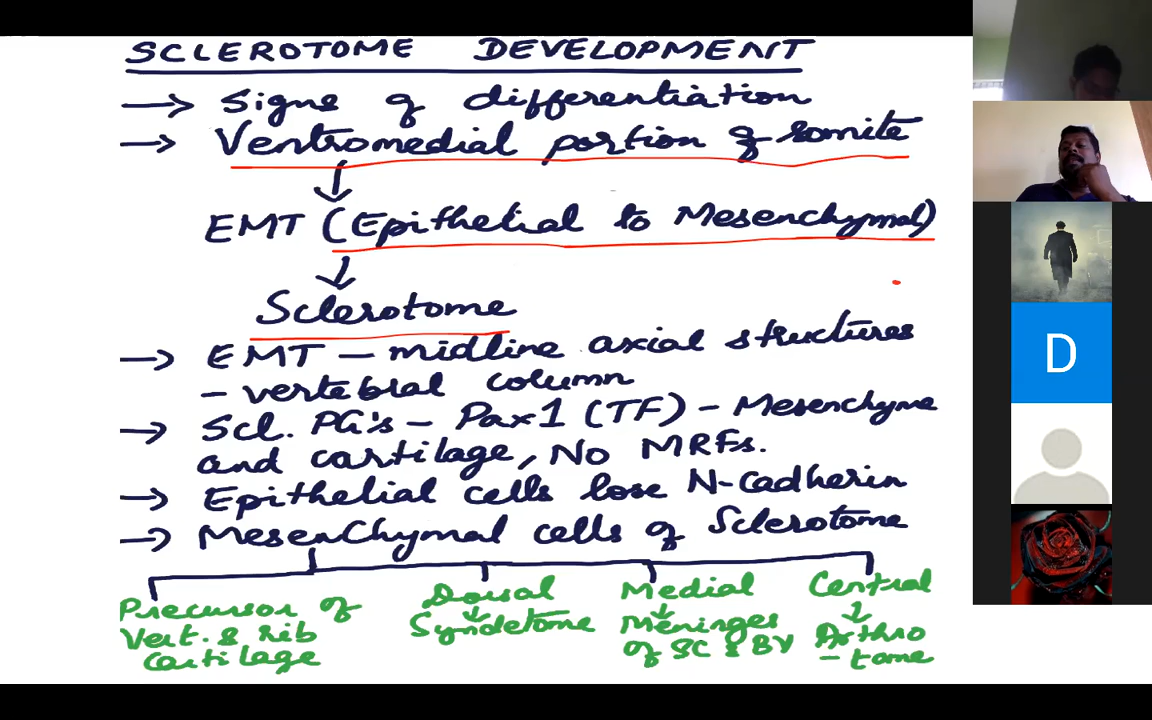 SCLEROTOME DEVELOPMENT
→ Signs of differentiation
→ Ventromedial portion of somite
↓
EMT (Epithelial to Mesenchymal)
↓
Sclerotome
→ EMT – midline axial structures
– vertebral column
→ Scl. PG's – Pax1 (TF) – Mesenchyme
and cartilage, No MRFs.
→ Epithelial cells lose N-cadherin
→ Mesenchymal cells of Sclerotome
Precursor of
Vert. & rib
cartilage
Dorsal
↓
Syndetome
Medial
↓
Meninges
of SC & BV
Central
↓
Arthro
– tome
D